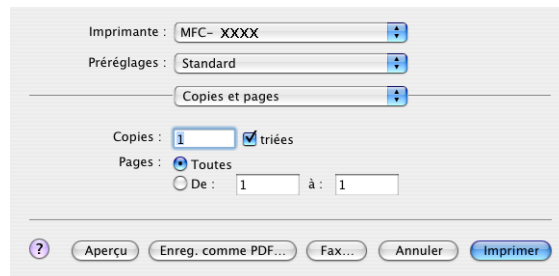 Imprimante : MFC- XXXX
Préréglages : Standard
Copies et pages
Copies : 1 triées
Pages : Toutes
De : 1 à : 1
? Aperçu Enreg. comme PDF... Fax... Annuler Imprimer